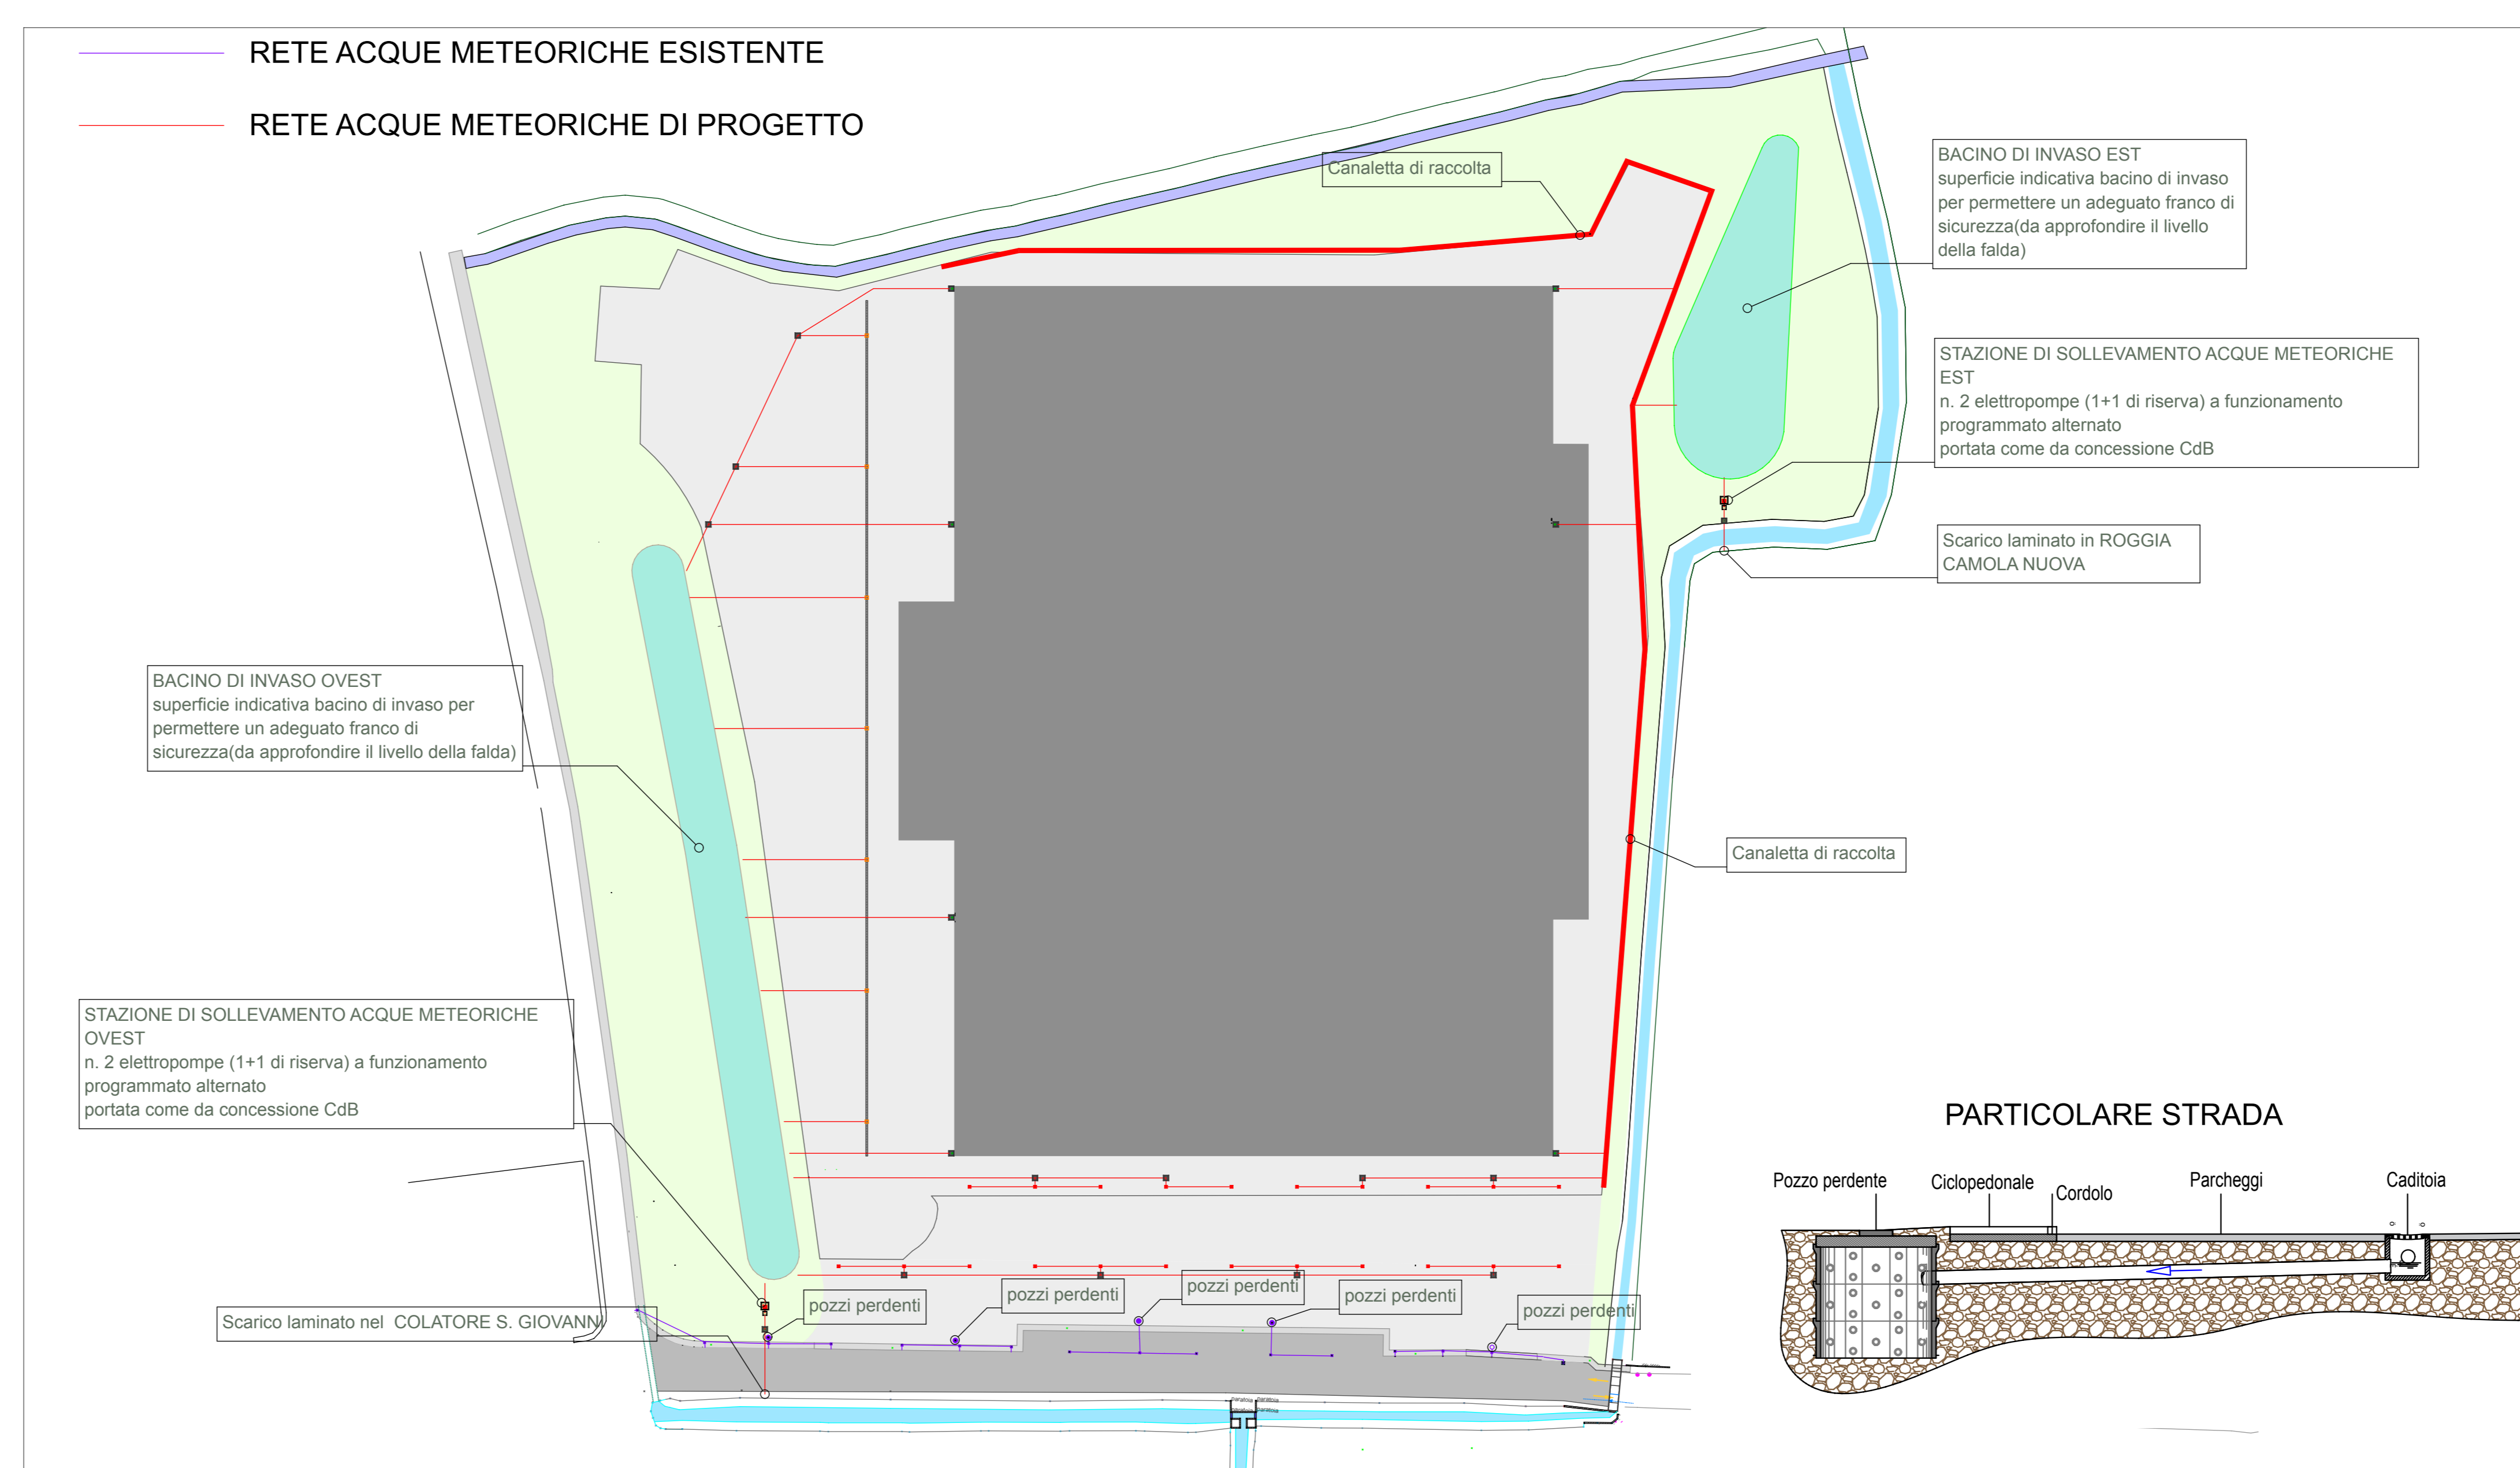 RETE ACQUE METEORICHE ESISTENTE
RETE ACQUE METEORICHE DI PROGETTO
Canaletta di raccolta
BACINO DI INVASO EST
superficie indicativa bacino di invaso
per permettere un adeguato franco di
sicurezza(da approfondire il livello
della falda)
STAZIONE DI SOLLEVAMENTO ACQUE METEORICHE
EST
n. 2 elettropompe (1+1 di riserva) a funzionamento
programmato alternato
portata come da concessione CdB
Scarico laminato in ROGGIA
CAMOLA NUOVA
BACINO DI INVASO OVEST
superficie indicativa bacino di invaso per
permettere un adeguato franco di
sicurezza(da approfondire il livello della falda)
Canaletta di raccolta
STAZIONE DI SOLLEVAMENTO ACQUE METEORICHE
OVEST
n. 2 elettropompe (1+1 di riserva) a funzionamento
programmato alternato
portata come da concessione CdB
Scarico laminato nel  COLATORE S. GIOVANNI
pozzi perdenti
pozzi perdenti
pozzi perdenti
pozzi perdenti
pozzi perdenti
paratoia paratoia
paratoia paratoia
PARTICOLARE STRADA
Pozzo perdente
Ciclopedonale
Cordolo
Parcheggi
Caditoia